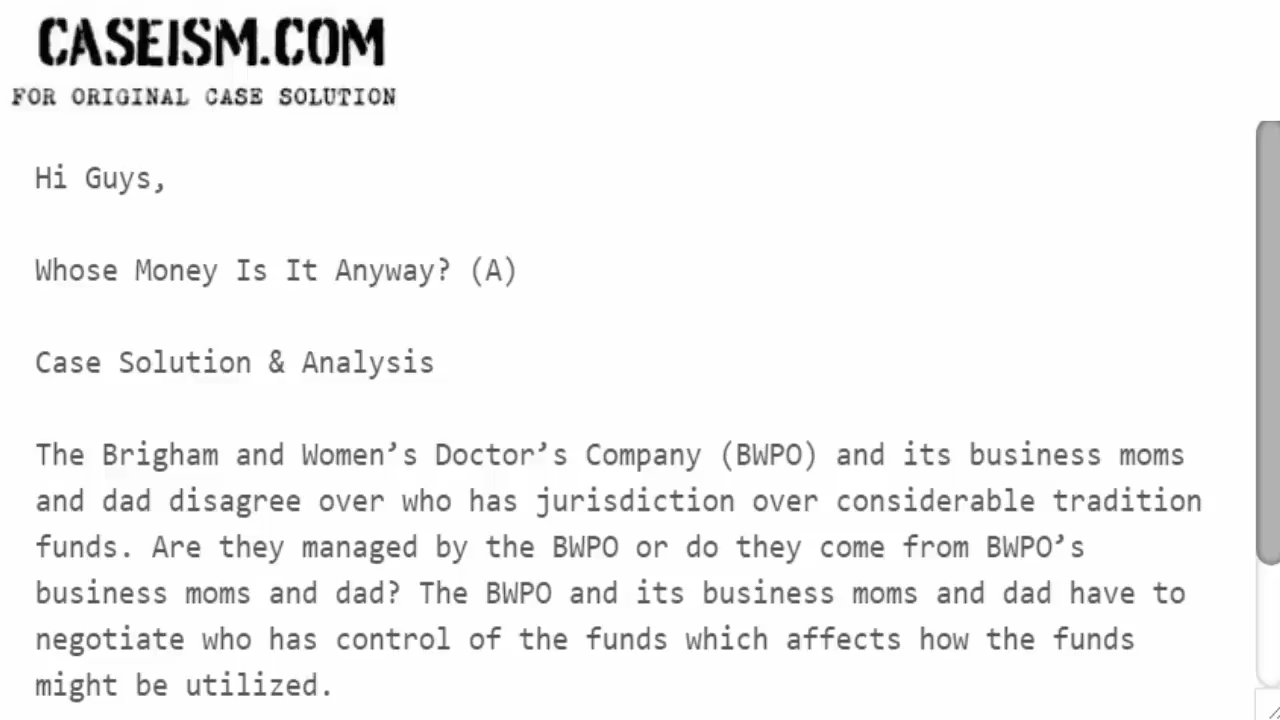 CASEISM.COM
FOR ORIGINAL CASE SOLUTION
Hi Guys,
Whose Money Is It Anyway? (A)
Case Solution & Analysis
The Brigham and Women’s Doctor’s Company (BWPO) and its business moms
and dad disagree over who has jurisdiction over considerable tradition
funds. Are they managed by the BWPO or do they come from BWPO’s
business moms and dad? The BWPO and its business moms and dad have to
negotiate who has control of the funds which affects how the funds
might be utilized.